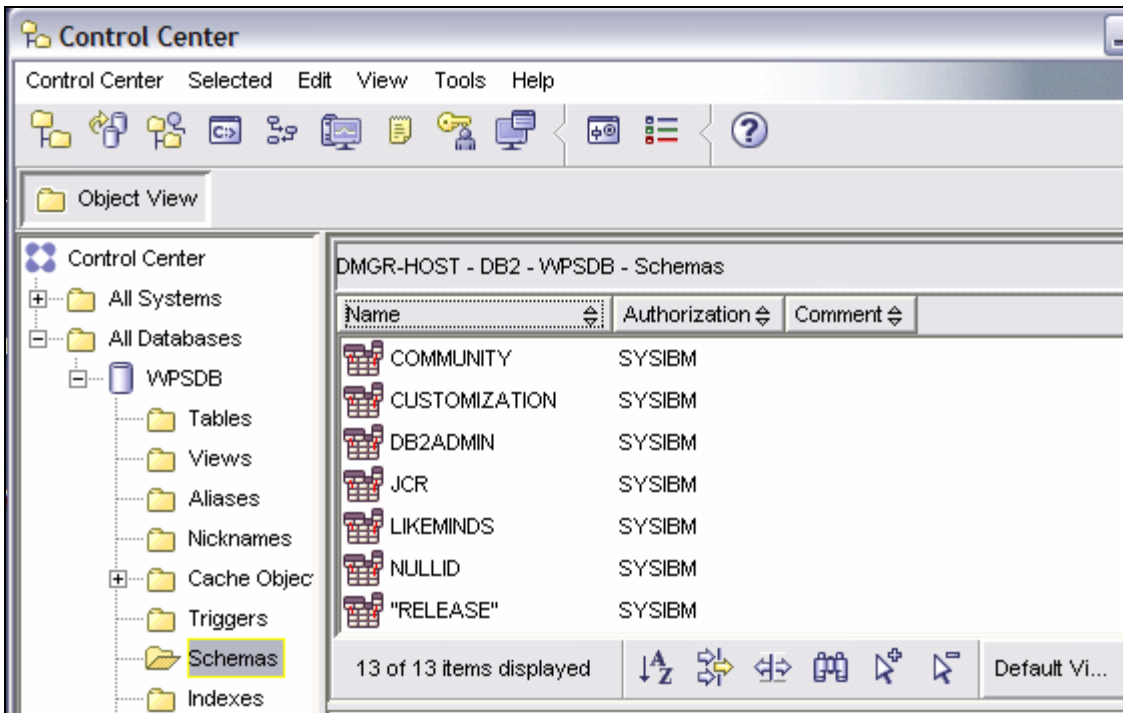 Control Center
Control Center Selected Edit View Tools Help
C:>
Object View
Control Center
All Systems
All Databases
WPSDB
Tables
Views
Aliases
Nicknames
Cache Objec
Triggers
Schemas
Indexes
DMGR-HOST - DB2 - WPSDB - Schemas
Name Authorization Comment
COMMUNITY SYSIBM
CUSTOMIZATION SYSIBM
DB2ADMIN SYSIBM
JCR SYSIBM
LIKEMINDS SYSIBM
NULLID SYSIBM
"RELEASE" SYSIBM
13 of 13 items displayed A Z Default Vi...